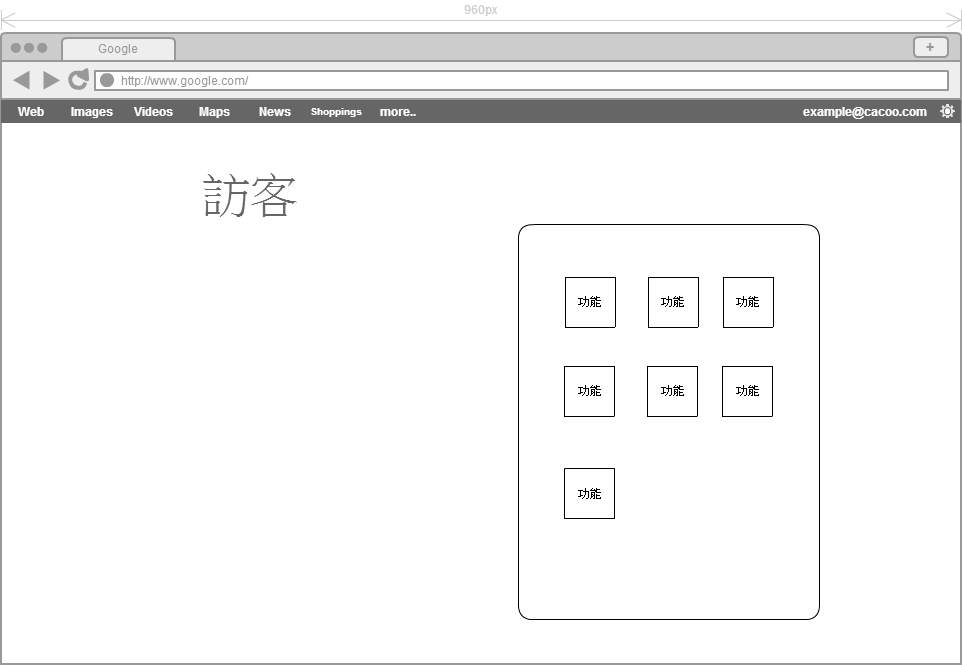 960px
Google
+
http://www.google.com/
Web Images Videos Maps News Shoppings more.. example@cacoo.com
訪客
功能 功能 功能
功能 功能 功能
功能